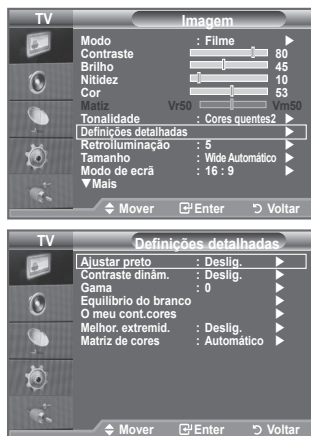 TV Imagem
Modo : Filme
Contraste 80
Brilho 45
Nitidez 10
Cor 53
Matiz Vr50 Vm50
Tonalidade : Cores quentes2
Definições detalhadas
Retroiluminação : 5
Tamanho : Wide Automático
Modo de ecrã : 16 : 9
▼Mais
Mover Enter Voltar
TV Definições detalhadas
Ajustar preto : Deslig.
Contraste dinâm. : Deslig.
Gama : 0
Equilíbrio do branco
O meu cont.cores
Melhor. extremid. : Deslig.
Matriz de cores : Automático
Mover Enter Voltar